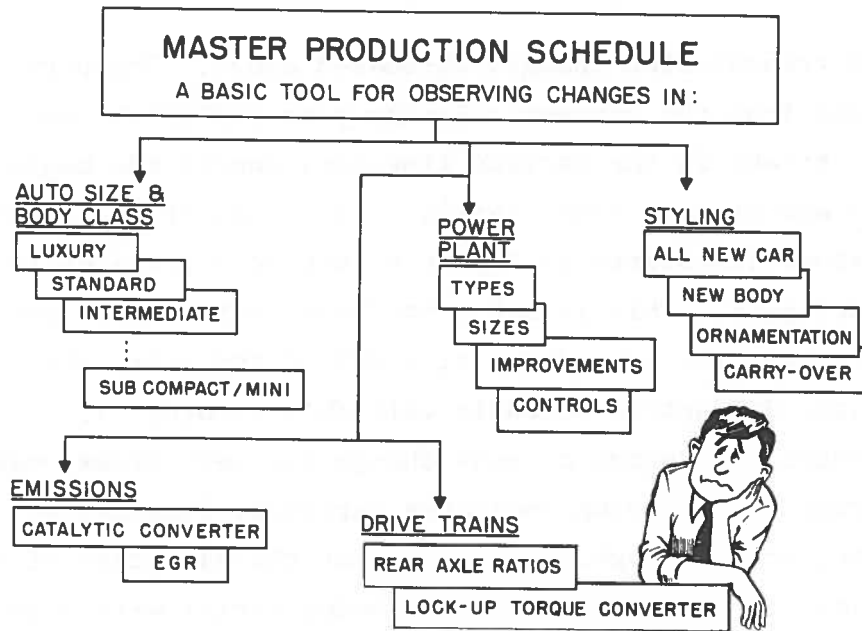 MASTER PRODUCTION SCHEDULE
A BASIC TOOL FOR OBSERVING CHANGES IN:
AUTO SIZE &
BODY CLASS
LUXURY
STANDARD
INTERMEDIATE
SUB COMPACT/MINI
POWER
PLANT
TYPES
SIZES
IMPROVEMENTS
CONTROLS
STYLING
ALL NEW CAR
NEW BODY
ORNAMENTATION
CARRY-OVER
EMISSIONS
CATALYTIC CONVERTER
EGR
DRIVE TRAINS
REAR AXLE RATIOS
LOCK-UP TORQUE CONVERTER